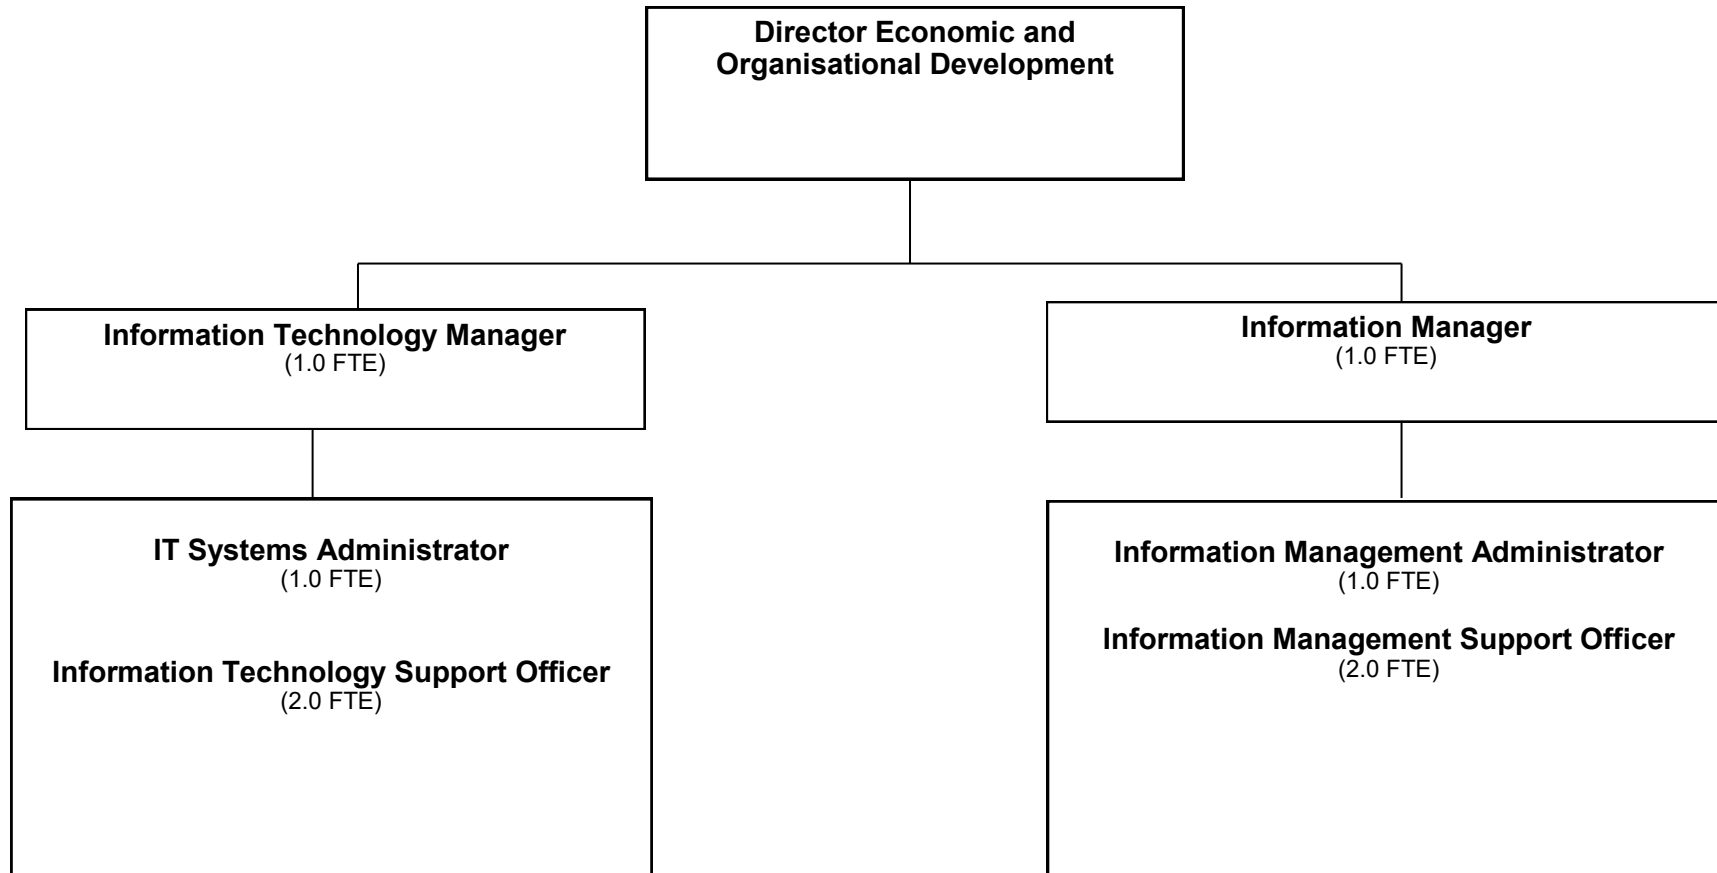 Director Economic and
Organisational Development
Information Technology Manager
(1.0 FTE)
Information Manager
(1.0 FTE)
IT Systems Administrator
(1.0 FTE)
Information Technology Support Officer
(2.0 FTE)
Information Management Administrator
(1.0 FTE)
Information Management Support Officer
(2.0 FTE)